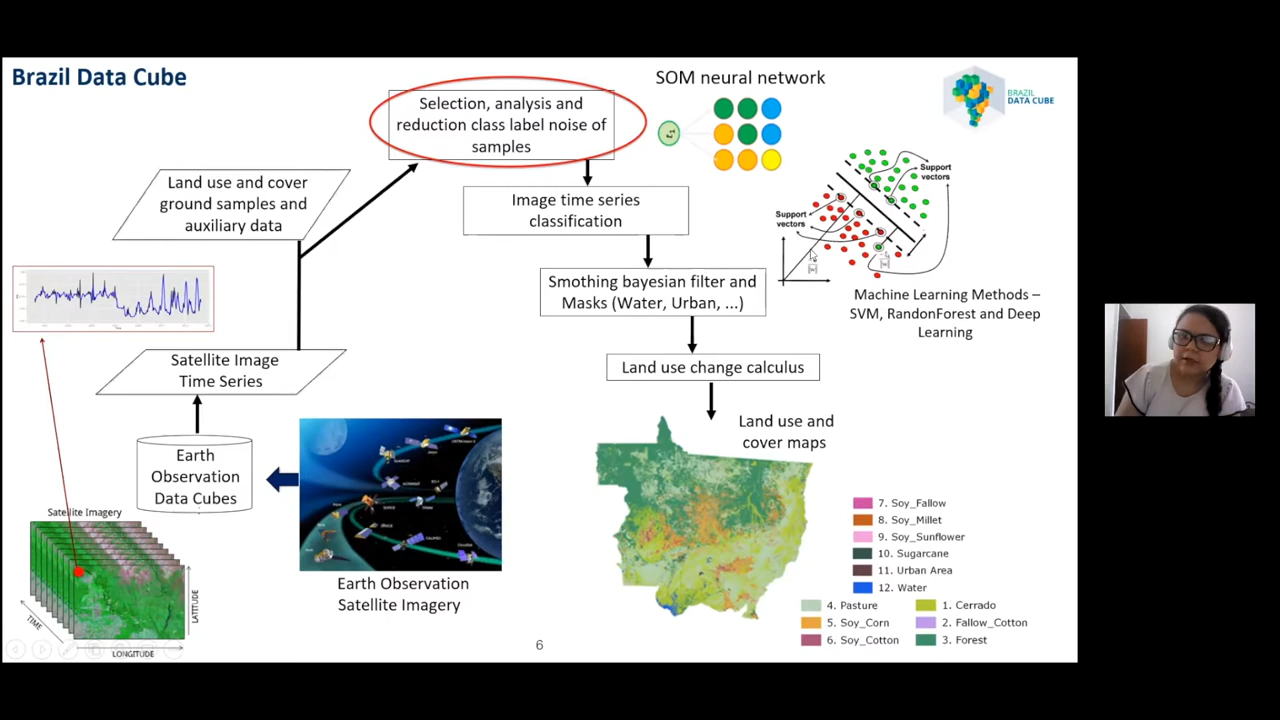 Brazil Data Cube
SOM neural network
BRAZIL
DATA CUBE
Selection, analysis and
reduction class label noise of
samples
Land use and cover
ground samples and
auxiliary data
Image time series
classification
Support
vectors
Support
vectors
Smothing bayesian filter and
Masks (Water, Urban, ...)
Machine Learning Methods –
SVM, RandonForest and Deep
Learning
Satellite Image
Time Series
Land use change calculus
Land use and
cover maps
Earth
Observation
Data Cubes
Satellite Imagery
TIME
LATITUDE
LONGITUDE
Earth Observation
Satellite Imagery
7. Soy_Fallow
8. Soy_Millet
9. Soy_Sunflower
10. Sugarcane
11. Urban Area
12. Water
4. Pasture
1. Cerrado
5. Soy_Corn
2. Fallow_Cotton
6. Soy_Cotton
3. Forest
6